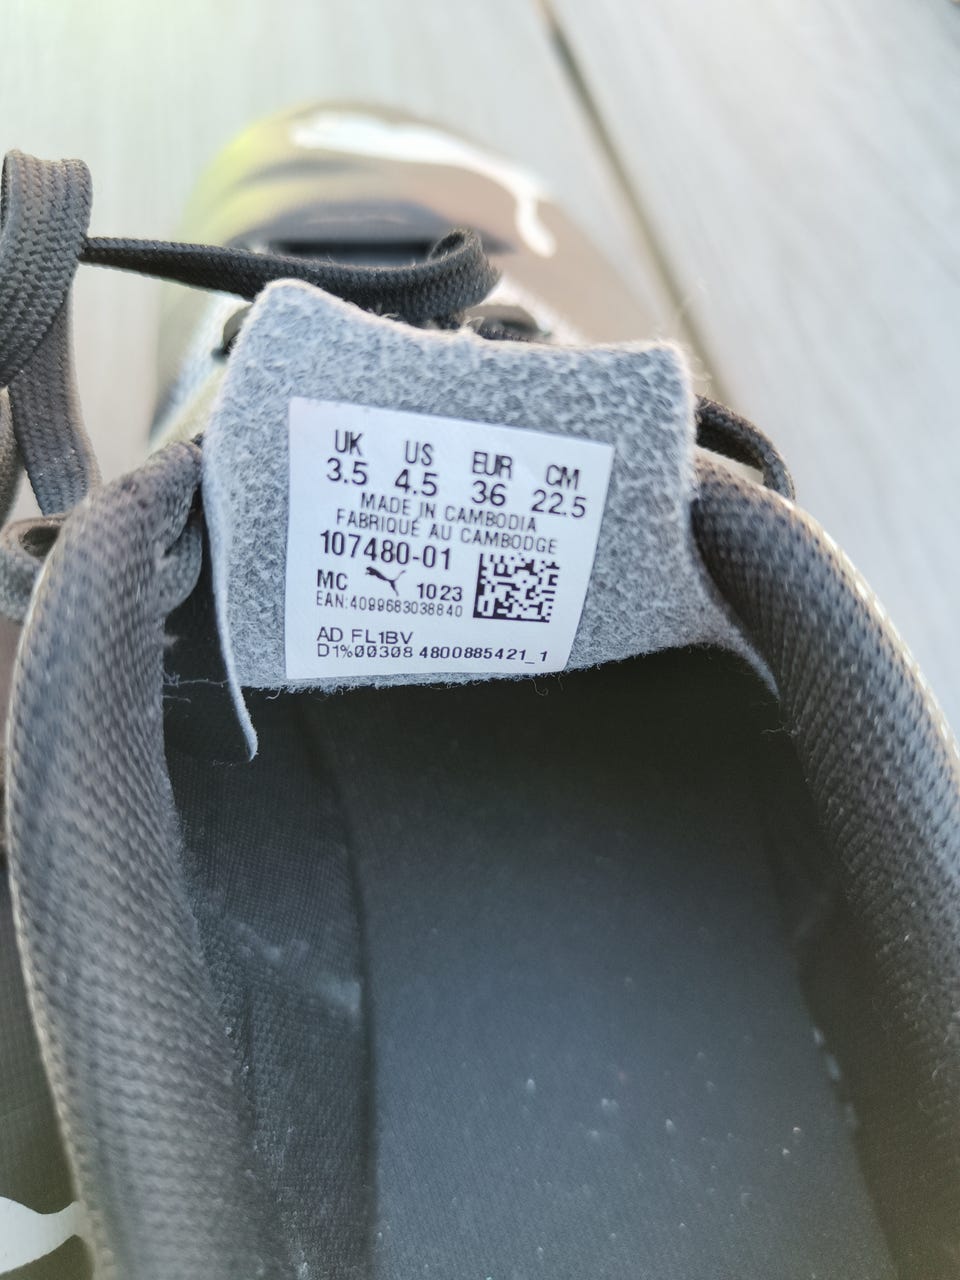 UK US EUR CM
3.5 4.5 36 22.5
MADE IN CAMBODIA
FABRIQUÉ AU CAMBODGE
107480-01
MC 1023
EAN:4099683038840
AD FL1BV
D1%00308 4800885421_1